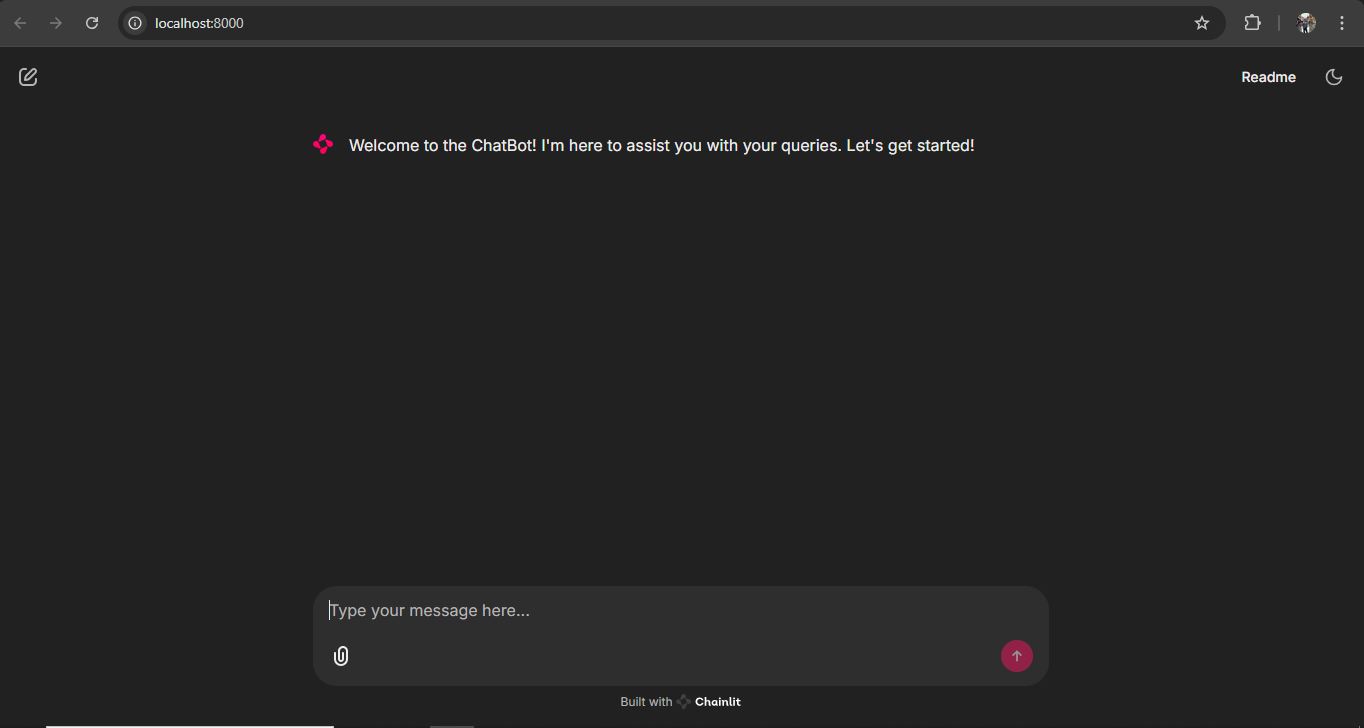 localhost:8000
Readme
Welcome to the ChatBot! I'm here to assist you with your queries. Let's get started!
Type your message here...
Built with Chainlit